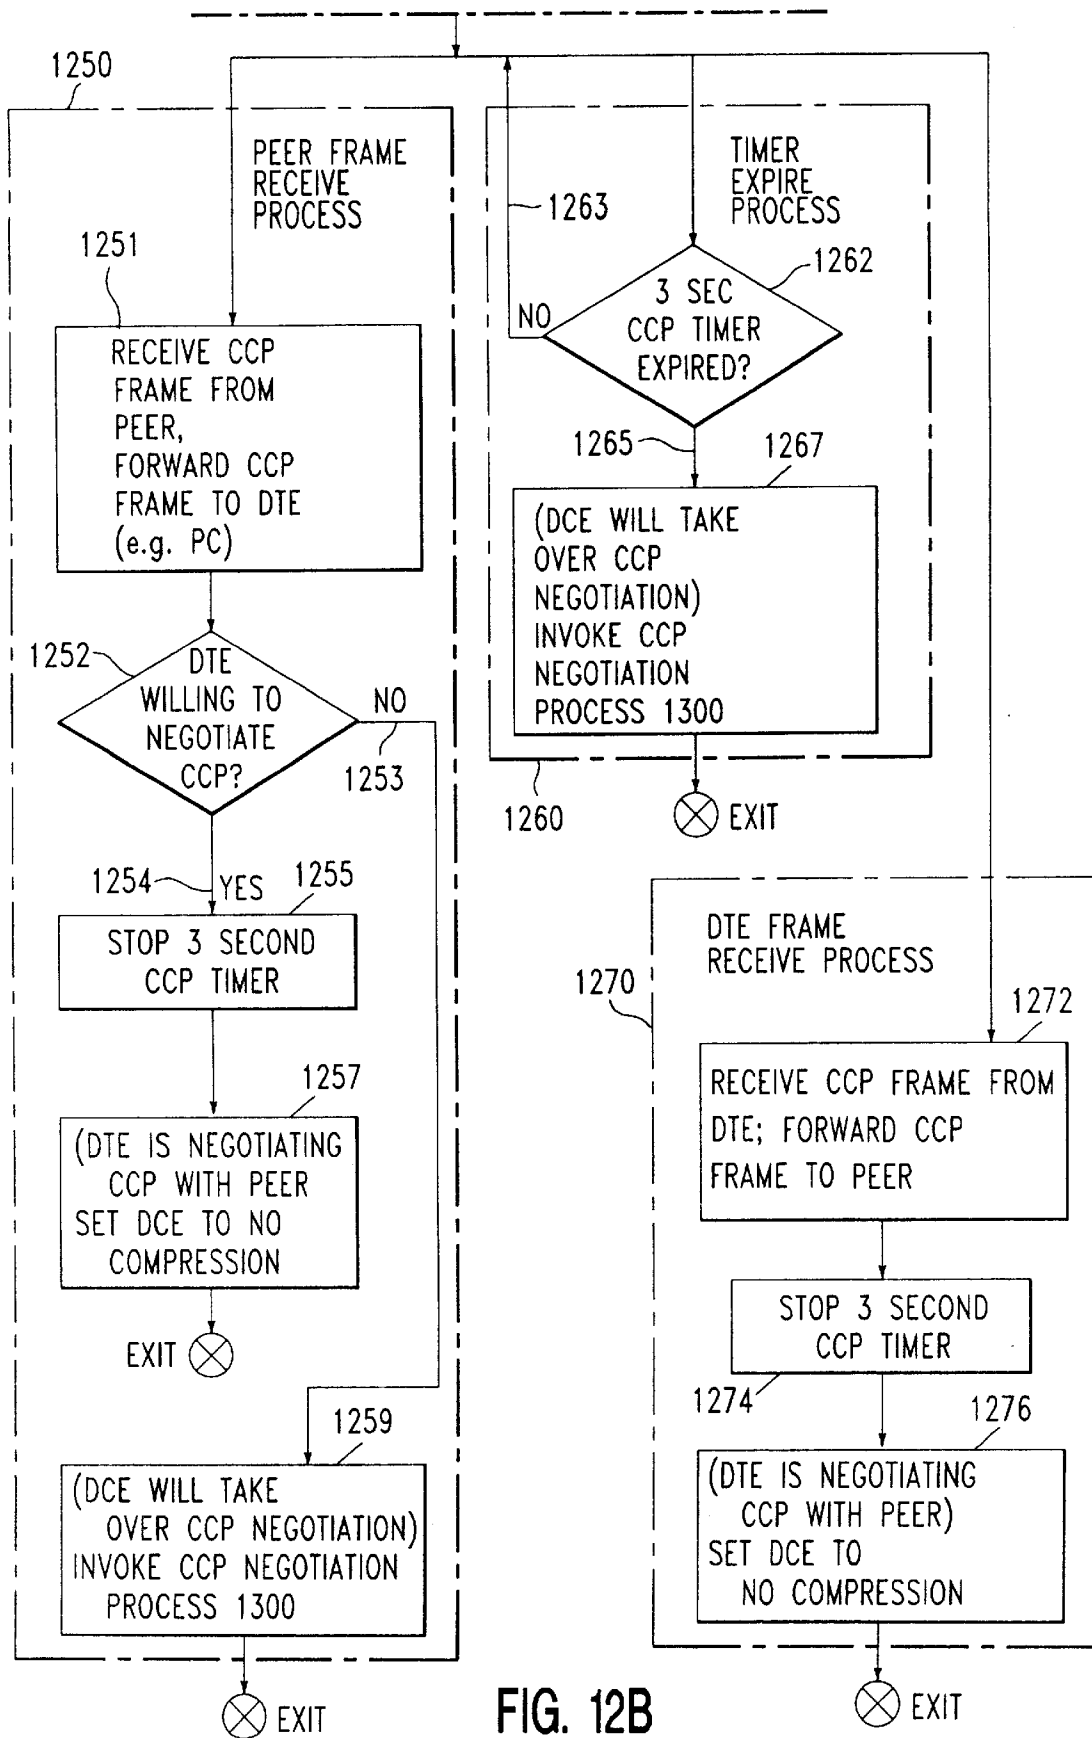 1250
PEER FRAME
RECEIVE
PROCESS
1251
RECEIVE CCP
FRAME FROM
PEER,
FORWARD CCP
FRAME TO DTE
(e.g. PC)
1252
DTE
WILLING TO
NEGOTIATE
CCP?
NO
1253
1254
YES
1255
STOP 3 SECOND
CCP TIMER
1257
(DTE IS NEGOTIATING
CCP WITH PEER
SET DCE TO NO
COMPRESSION
EXIT
1259
(DCE WILL TAKE
OVER CCP NEGOTIATION)
INVOKE CCP NEGOTIATION
PROCESS 1300
EXIT
TIMER
EXPIRE
PROCESS
1263
1262
3 SEC
CCP TIMER
EXPIRED?
NO
1265
1267
(DCE WILL TAKE
OVER CCP
NEGOTIATION)
INVOKE CCP
NEGOTIATION
PROCESS 1300
1260
EXIT
DTE FRAME
RECEIVE PROCESS
1270
1272
RECEIVE CCP FRAME FROM
DTE; FORWARD CCP
FRAME TO PEER
STOP 3 SECOND
CCP TIMER
1274
1276
(DTE IS NEGOTIATING
CCP WITH PEER)
SET DCE TO
NO COMPRESSION
EXIT
FIG. 12B